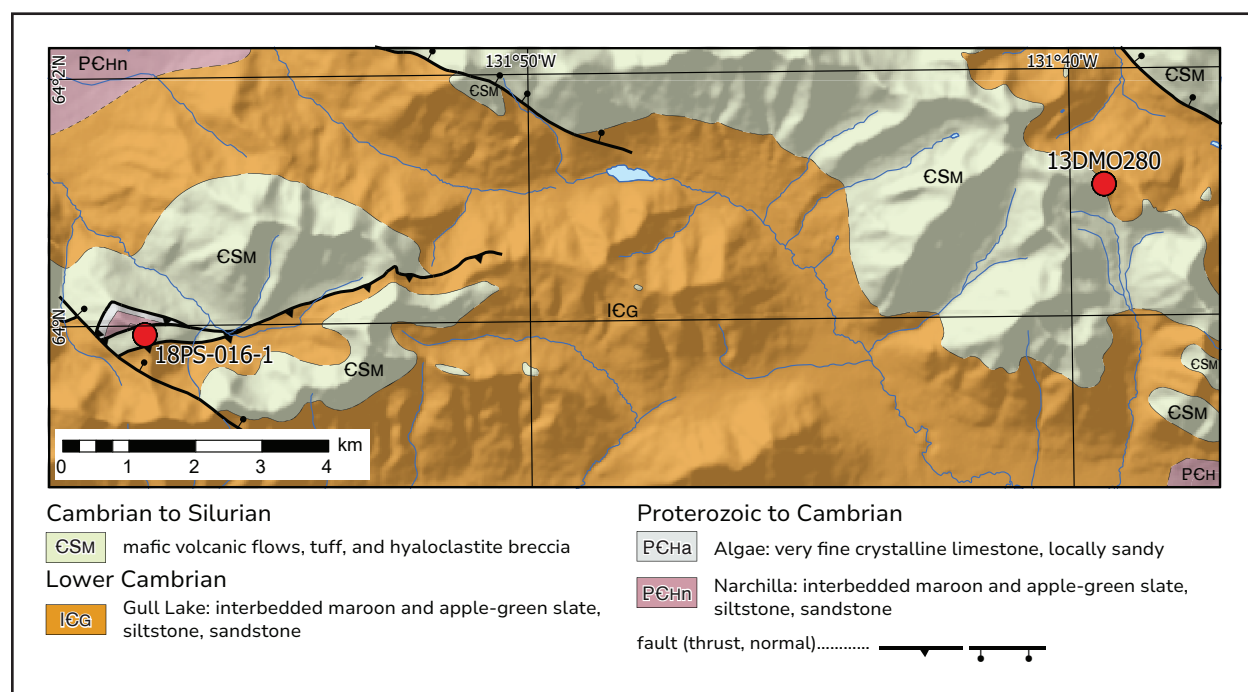 PЄHn
64°2'N
131°50'W
131°40'W
ЄSM
ЄSM
13DMO280
ЄSM
ЄSM
lЄG
64°N
18PS-016-1
ЄSM
ЄSM
ЄSM
PЄH
km
0 1 2 3 4
Cambrian to Silurian
ЄSM mafic volcanic flows, tuff, and hyaloclastite breccia
Lower Cambrian
lЄG Gull Lake: interbedded maroon and apple-green slate,
siltstone, sandstone
Proterozoic to Cambrian
PЄHa Algae: very fine crystalline limestone, locally sandy
PЄHn Narchilla: interbedded maroon and apple-green slate,
siltstone, sandstone
fault (thrust, normal)............